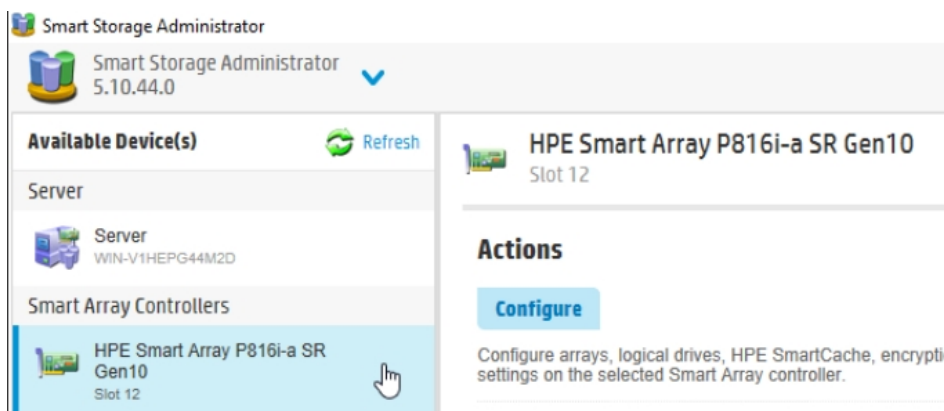 Smart Storage Administrator
Smart Storage Administrator
5.10.44.0
Available Device(s)
Refresh
Server
Server
WIN-V1HEPG44M2D
Smart Array Controllers
HPE Smart Array P816i-a SR
Gen10
Slot 12
HPE Smart Array P816i-a SR Gen10
Slot 12
Actions
Configure
Configure arrays, logical drives, HPE SmartCache, encrypti
settings on the selected Smart Array controller.